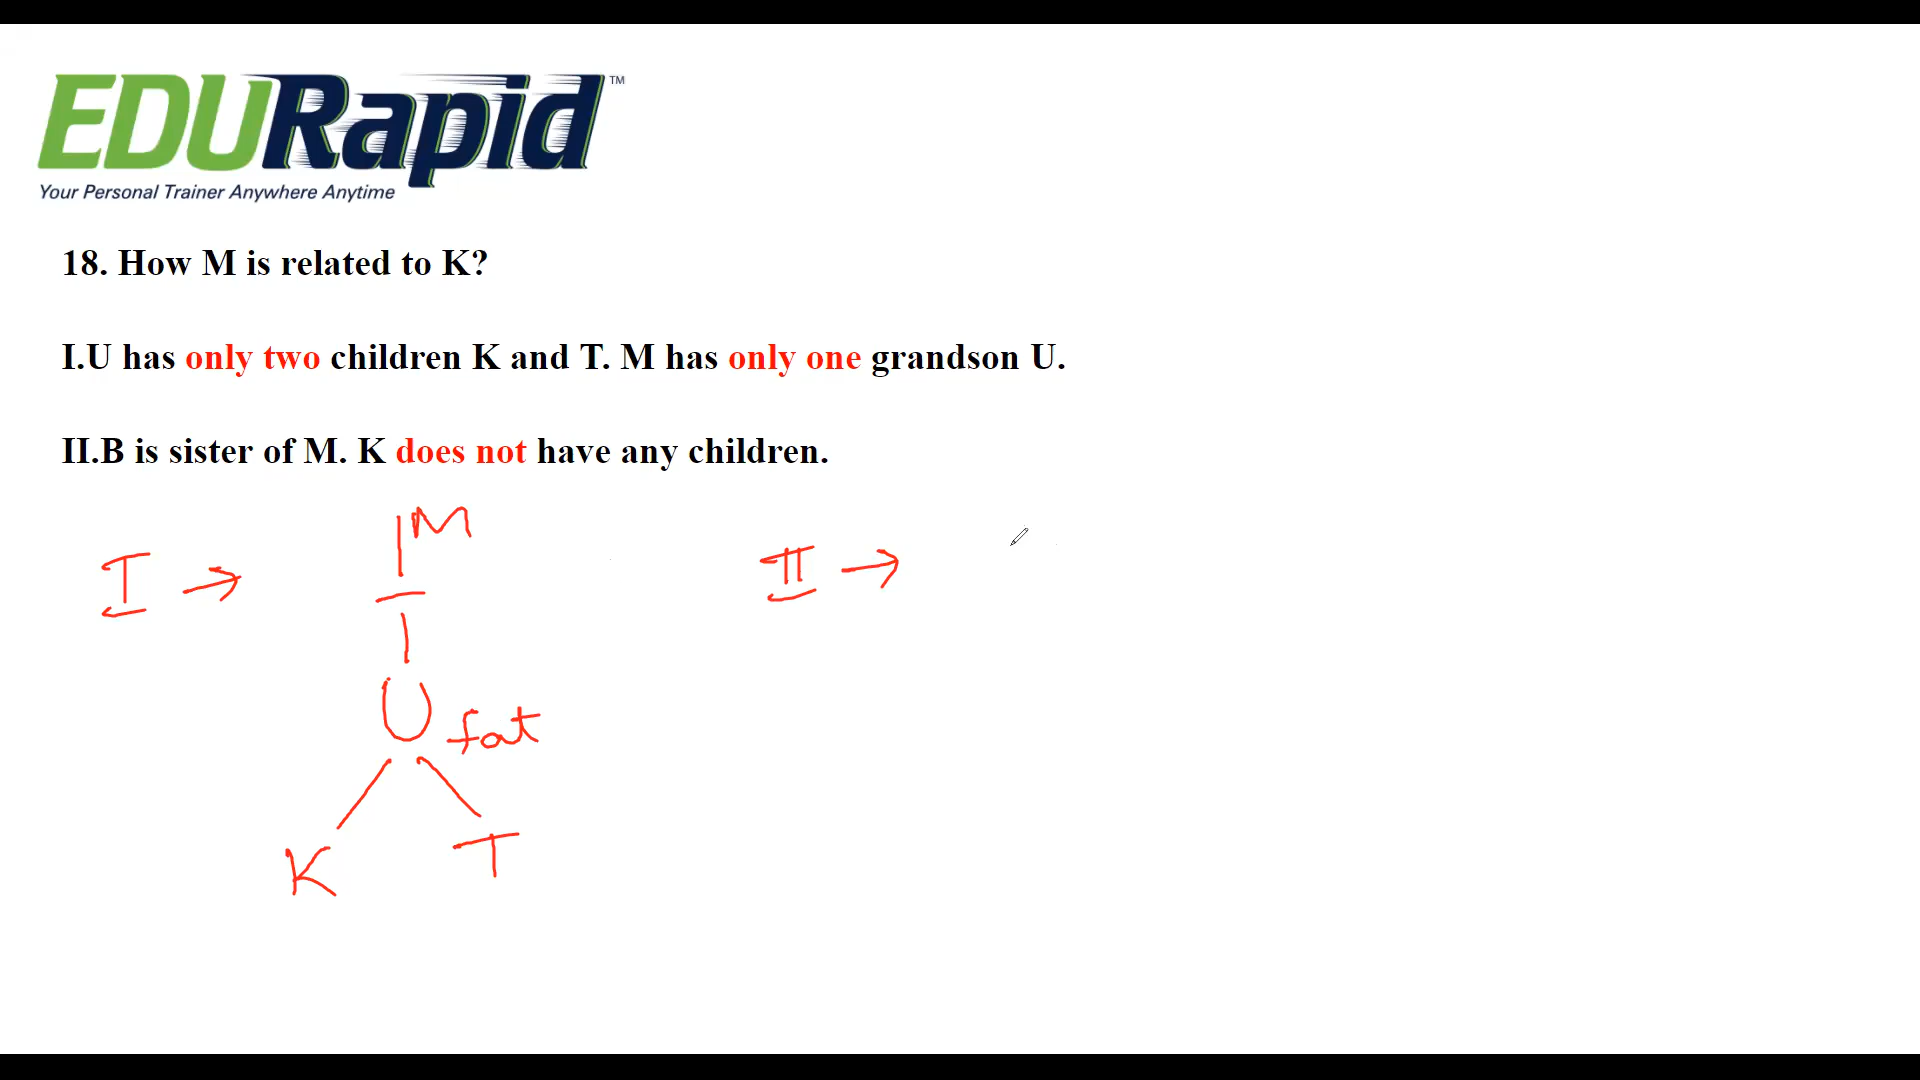 EDURapid™
Your Personal Trainer Anywhere Anytime
18. How M is related to K?
I.U has only two children K and T. M has only one grandson U.
II.B is sister of M. K does not have any children.
I → M
II →
U fat
K T